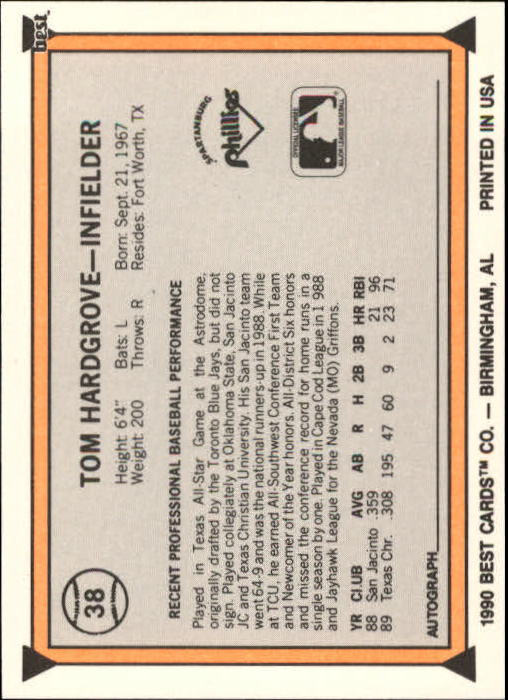 best
38
TOM HARDGROVE—INFIELDER
Height: 6'4" Bats: L Born: Sept. 21, 1967
Weight: 200 Throws: R Resides: Fort Worth, TX
RECENT PROFESSIONAL BASEBALL PERFORMANCE
Played in Texas All-Star Game at the Astrodome,
originally drafted by the Toronto Blue Jays, but did not
sign. Played collegiately at Oklahoma State, San Jacinto
JC and Texas Christian University. His San Jacinto team
went 64-9 and was the national runners-up in 1988. While
at TCU, he earned All-Southwest Conference First Team
and Newcomer of the Year honors. All-District Six honors
and missed the conference record for home runs in a
single season by one. Played in Cape Cod League in 1 988
and Jayhawk League for the Nevada (MO) Griffons.
YR CLUB AVG AB R H 2B 3B HR RBI
88 San Jacinto .359 21 96
89 Texas Chr. .308 195 47 60 9 2 23 71
SPARTANBURG
Phillies
OFFICIAL LICENSEE
MAJOR LEAGUE BASEBALL
AUTOGRAPH
1990 BEST CARDS™ CO. — BIRMINGHAM, AL PRINTED IN USA